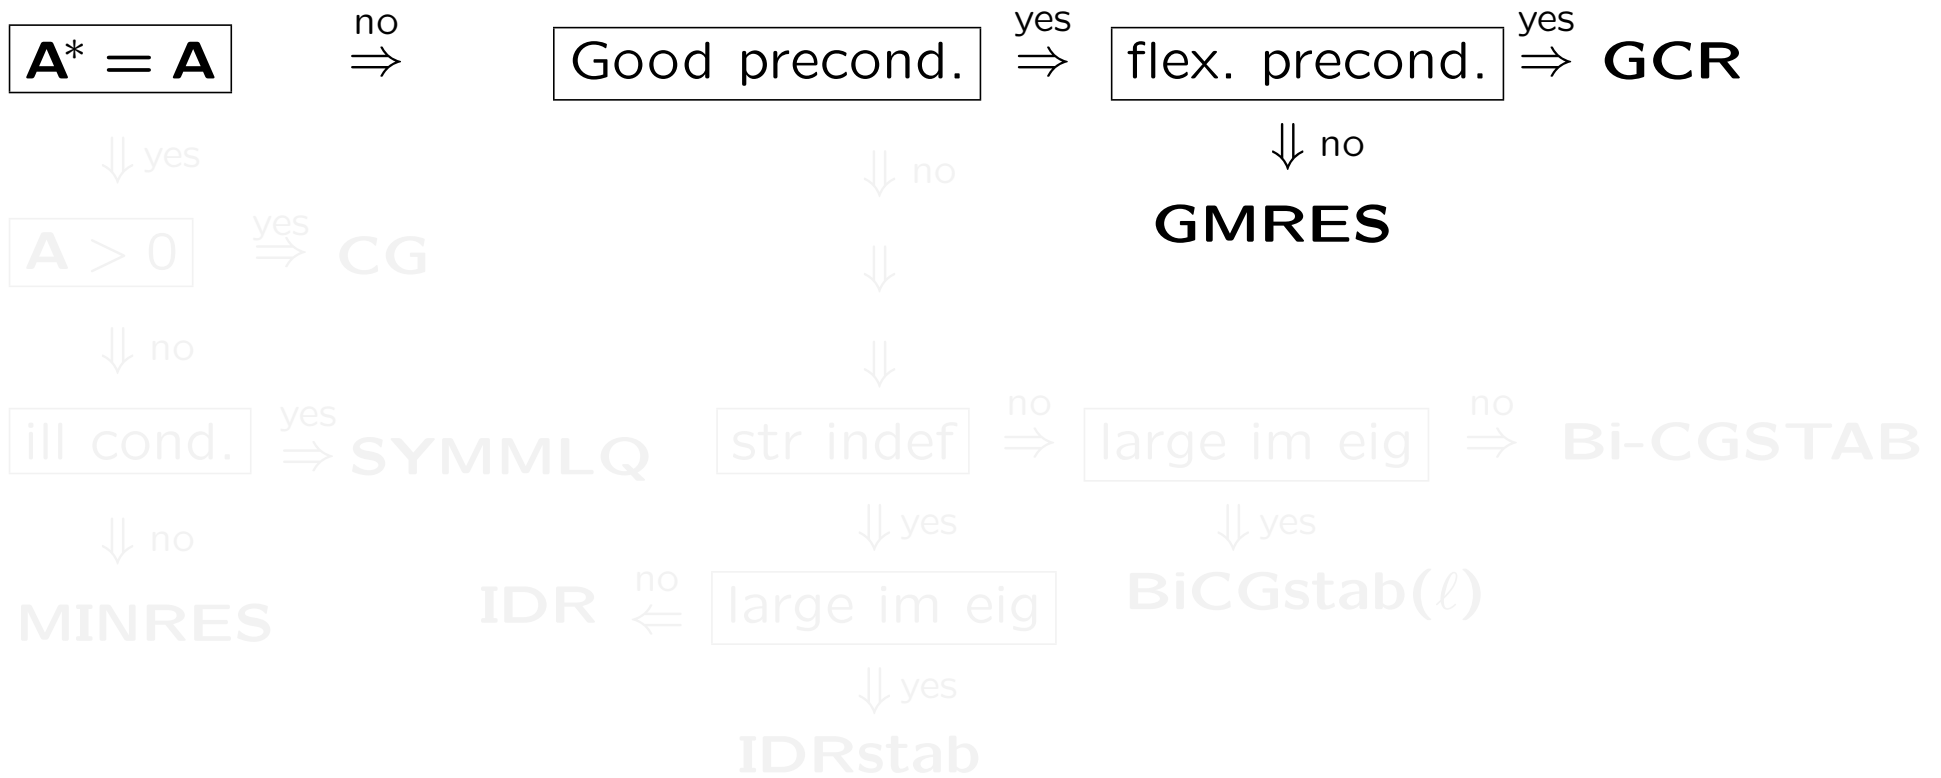 no yes yes
A* = A ⇒ Good precond. ⇒ flex. precond. ⇒ GCR
⇓ yes ⇓ no ⇓ no
GMRES
yes
A > 0 ⇒ CG ⇓
⇓ no ⇓
yes no no
ill cond. ⇒ SYMMLQ str indef ⇒ large im eig ⇒ Bi-CGSTAB
⇓ no ⇓ yes ⇓ yes
no
MINRES IDR ⇐ large im eig BiCGstab(ℓ)
⇓ yes
IDRstab